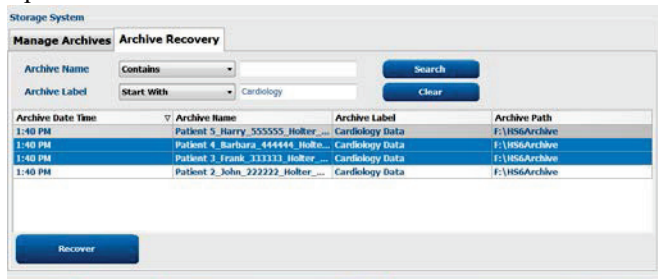 Storage System
Manage Archives Archive Recovery
Archive Name Contains Search
Archive Label Start With Cardiology Clear
Archive Date Time Archive Name Archive Label Archive Path
1:40 PM Patient 5_Harry_555555_Holter_... Cardiology Data F:\HS6Archive
1:40 PM Patient 4_Barbara_444444_Holte... Cardiology Data F:\HS6Archive
1:40 PM Patient 3_Frank_333333_Holter_... Cardiology Data F:\HS6Archive
1:40 PM Patient 2_John_222222_Holter_... Cardiology Data F:\HS6Archive
Recover